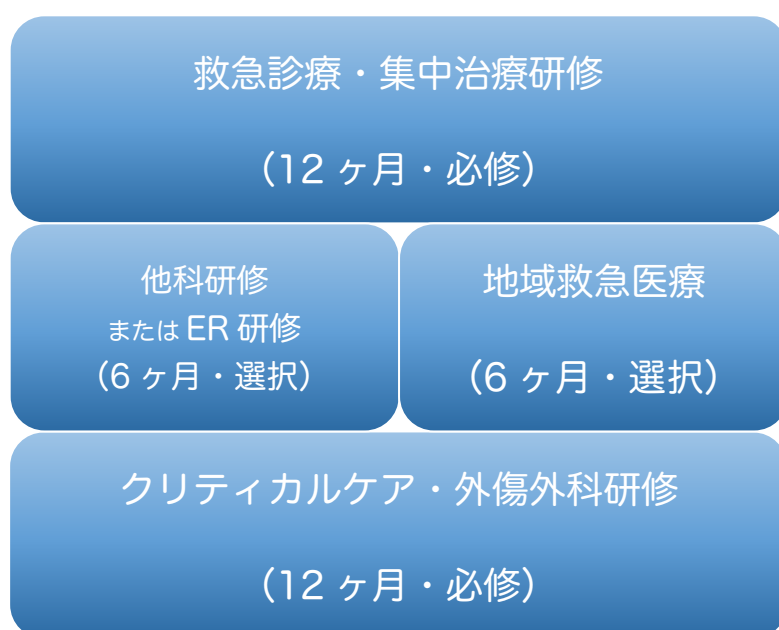 救急診療・集中治療研修
（12 ヶ月・必修）
他科研修
または ER 研修
（6 ヶ月・選択）
地域救急医療
（6 ヶ月・選択）
クリティカルケア・外傷外科研修
（12 ヶ月・必修）